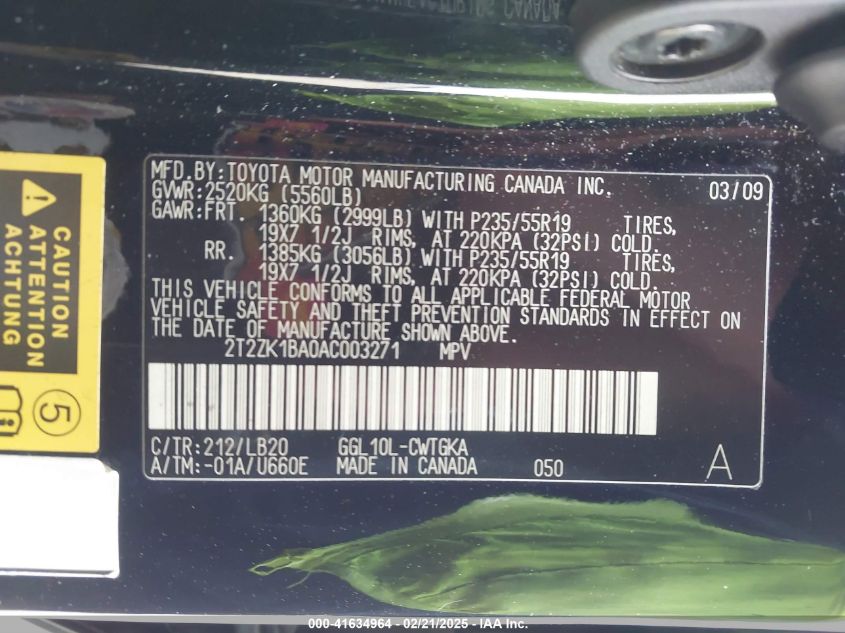 MFD.BY:TOYOTA MOTOR MANUFACTURING CANADA INC. 03/09
GVWR:2520KG (5560LB)
GAWR:FRT. 1360KG (2999LB) WITH P235/55R19 TIRES,
19X7 1/2J RIMS, AT 220KPA (32PSI) COLD.
RR. 1385KG (3056LB) WITH P235/55R19 TIRES,
19X7 1/2J RIMS, AT 220KPA (32PSI) COLD.
THIS VEHICLE CONFORMS TO ALL APPLICABLE FEDERAL MOTOR
VEHICLE SAFETY AND THEFT PREVENTION STANDARDS IN EFFECT ON
THE DATE OF MANUFACTURE SHOWN ABOVE.
2T2ZK1BA0AC003271 MPV
C/TR:212/LB20 GGL10L-CWTGKA
A/TM:-01A/U660E MADE IN CANADA 050 A
CAUTION
ATTENTION
ACHTUNG
5
000-41634964 - 02/21/2025 - IAA Inc.